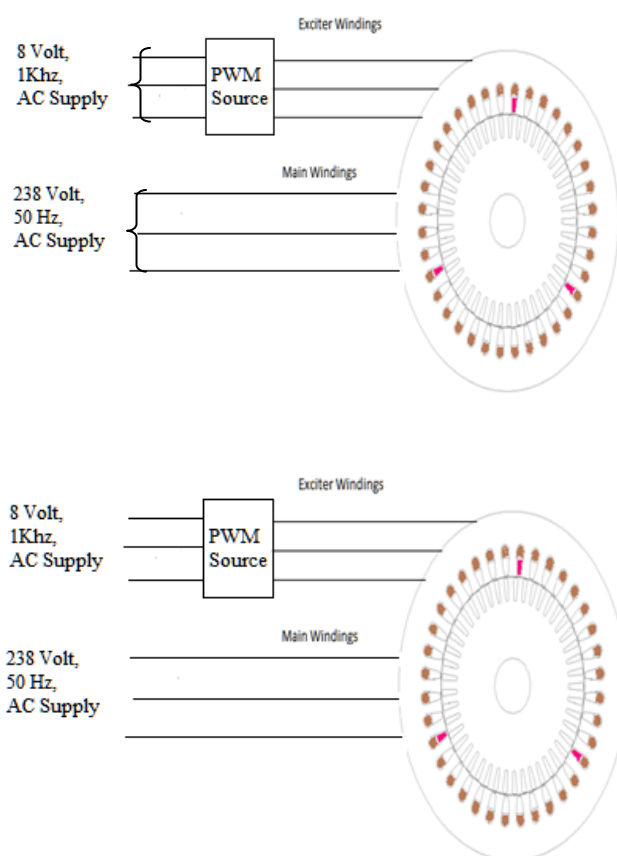 Exciter Windings
8 Volt,
1Khz,
AC Supply
PWM
Source
Main Windings
238 Volt,
50 Hz,
AC Supply
Exciter Windings
8 Volt,
1Khz,
AC Supply
PWM
Source
Main Windings
238 Volt,
50 Hz,
AC Supply